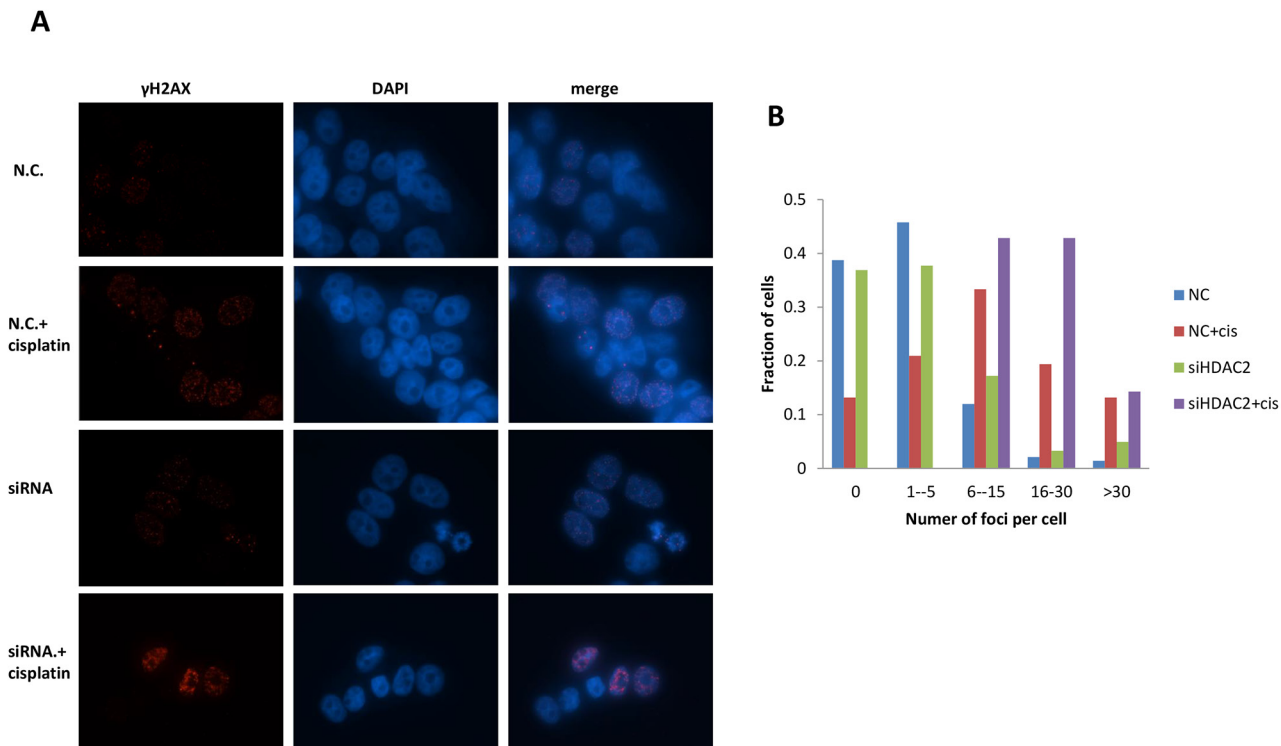 A
γH2AX DAPI merge
N.C.
N.C.+
cisplatin
siRNA
siRNA.+
cisplatin
B
Fraction of cells
0.5
0.4
0.3
0.2
0.1
0
0 1--5 6--15 16-30 >30
Numer of foci per cell
NC
NC+cis
siHDAC2
siHDAC2+cis